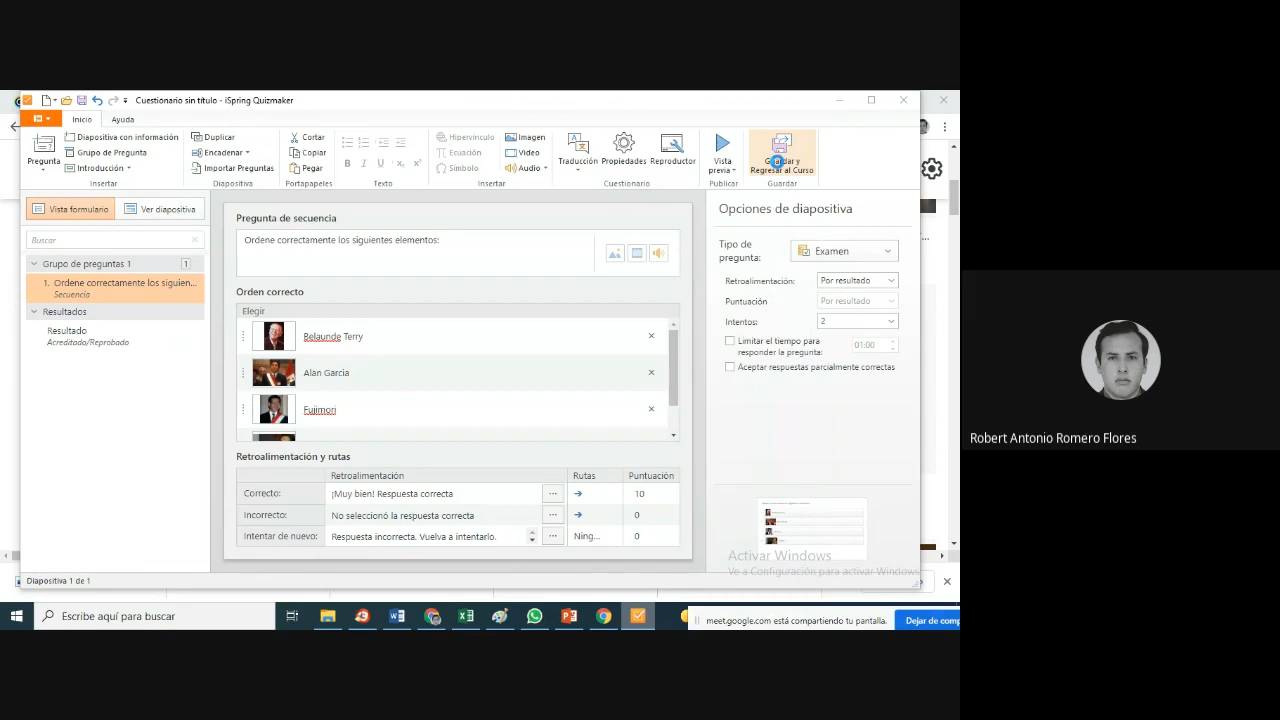 Cuestionario sin título - iSpring Quizmaker
Inicio
Ayuda
Pregunta
Diapositiva con información
Grupo de Pregunta
Introducción
Insertar
Duplicar
Encadenar
Importar Preguntas
Diapositiva
Cortar
Copiar
Pegar
Portapapeles
Texto
Hipervínculo
Ecuación
Símbolo
Imagen
Video
Audio
Insertar
Traducción
Propiedades
Reproductor
Cuestionario
Vista
previa
Publicar
Guardar y
Regresar al Curso
Guardar
Vista formulario
Ver diapositiva
Buscar
Grupo de preguntas 1
1
1. Ordene correctamente los siguien...
Secuencia
Resultados
Resultado
Acreditado/Reprobado
Pregunta de secuencia
Ordene correctamente los siguientes elementos:
Orden correcto
Elegir
Belaunde Terry
Alan Garcia
Fujimori
Retroalimentación y rutas
Retroalimentación Rutas Puntuación
Correcto: ¡Muy bien! Respuesta correcta 10
Incorrecto: No seleccionó la respuesta correcta 0
Intentar de nuevo: Respuesta incorrecta. Vuelva a intentarlo. Ning... 0
Opciones de diapositiva
Tipo de
pregunta:
Examen
Retroalimentación: Por resultado
Puntuación Por resultado
Intentos: 2
Limitar el tiempo para
responder la pregunta:
01:00
Aceptar respuestas parcialmente correctas
Activar Windows
Ve a Configuración para activar Windows
Diapositiva 1 de 1
Escribe aquí para buscar
meet.google.com está compartiendo tu pantalla.
Dejar de comp
Robert Antonio Romero Flores